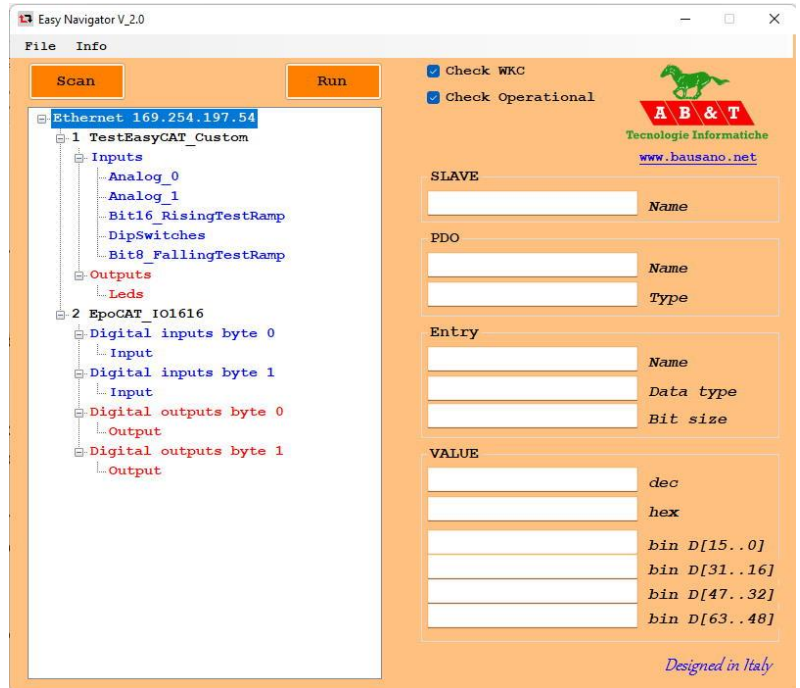 Easy Navigator V_2.0
File Info
Scan
Run
Ethernet 169.254.197.54
1 TestEasyCAT_Custom
Inputs
Analog_0
Analog_1
Bit16_RisingTestRamp
DipSwitches
Bit8_FallingTestRamp
Outputs
Leds
2 EpoCAT_IO1616
Digital inputs byte 0
Input
Digital inputs byte 1
Input
Digital outputs byte 0
Output
Digital outputs byte 1
Output
Check WKC
Check Operational
AB&T
Tecnologie Informatiche
www.bausano.net
SLAVE
Name
PDO
Name
Type
Entry
Name
Data type
Bit size
VALUE
dec
hex
bin D[15..0]
bin D[31..16]
bin D[47..32]
bin D[63..48]
Designed in Italy